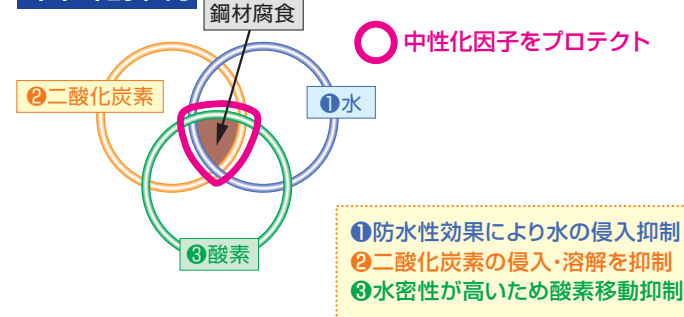 鋼材腐食
中性化因子をプロテクト
❷二酸化炭素
❶水
❸酸素
❶防水性効果により水の侵入抑制
❷二酸化炭素の侵入・溶解を抑制
❸水密性が高いため酸素移動抑制